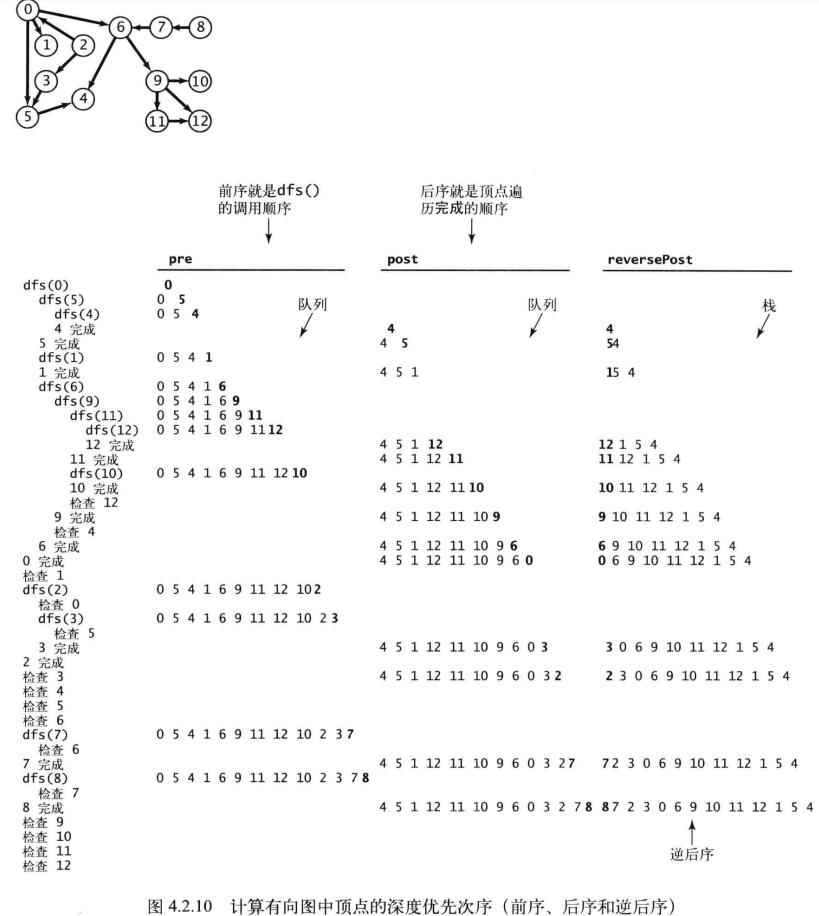 0
1
2
6
7
8
3
9
10
4
5
11
12
前序就是dfs()
的调用顺序
后序就是顶点遍
历完成的顺序
pre post reversePost
dfs(0) 0
dfs(5) 0 5
队列 队列 栈
dfs(4) 0 5 4
4 完成 4 4
5 完成 4 5 54
dfs(1) 0 5 4 1
1 完成 4 5 1 15 4
dfs(6) 0 5 4 1 6
dfs(9) 0 5 4 1 6 9
dfs(11) 0 5 4 1 6 9 11
dfs(12) 0 5 4 1 6 9 1112
12 完成 4 5 1 12 12 1 5 4
11 完成 4 5 1 12 11 11 12 1 5 4
dfs(10) 0 5 4 1 6 9 11 12 10
10 完成 4 5 1 12 1110 10 11 12 1 5 4
检查 12
9 完成 4 5 1 12 11 10 9 9 10 11 12 1 5 4
检查 4
6 完成 4 5 1 12 11 10 9 6 6 9 10 11 12 1 5 4
0 完成 4 5 1 12 11 10 9 6 0 0 6 9 10 11 12 1 5 4
检查 1
dfs(2) 0 5 4 1 6 9 11 12 102
检查 0
dfs(3) 0 5 4 1 6 9 11 12 10 2 3
检查 5
3 完成 4 5 1 12 11 10 9 6 0 3 3 0 6 9 10 11 12 1 5 4
2 完成
检查 3 4 5 1 12 11 10 9 6 0 3 2 2 3 0 6 9 10 11 12 1 5 4
检查 4
检查 5
检查 6
dfs(7) 0 5 4 1 6 9 11 12 10 2 37
检查 6
7 完成 4 5 1 12 11 10 9 6 0 3 27 72 3 0 6 9 10 11 12 1 5 4
dfs(8) 0 5 4 1 6 9 11 12 10 2 3 7 8
检查 7
8 完成 4 5 1 12 11 10 9 6 0 3 2 7 8 87 2 3 0 6 9 10 11 12 1 5 4
检查 9
检查 10
检查 11
检查 12
逆后序
图 4.2.10 计算有向图中顶点的深度优先次序（前序、后序和逆后序）